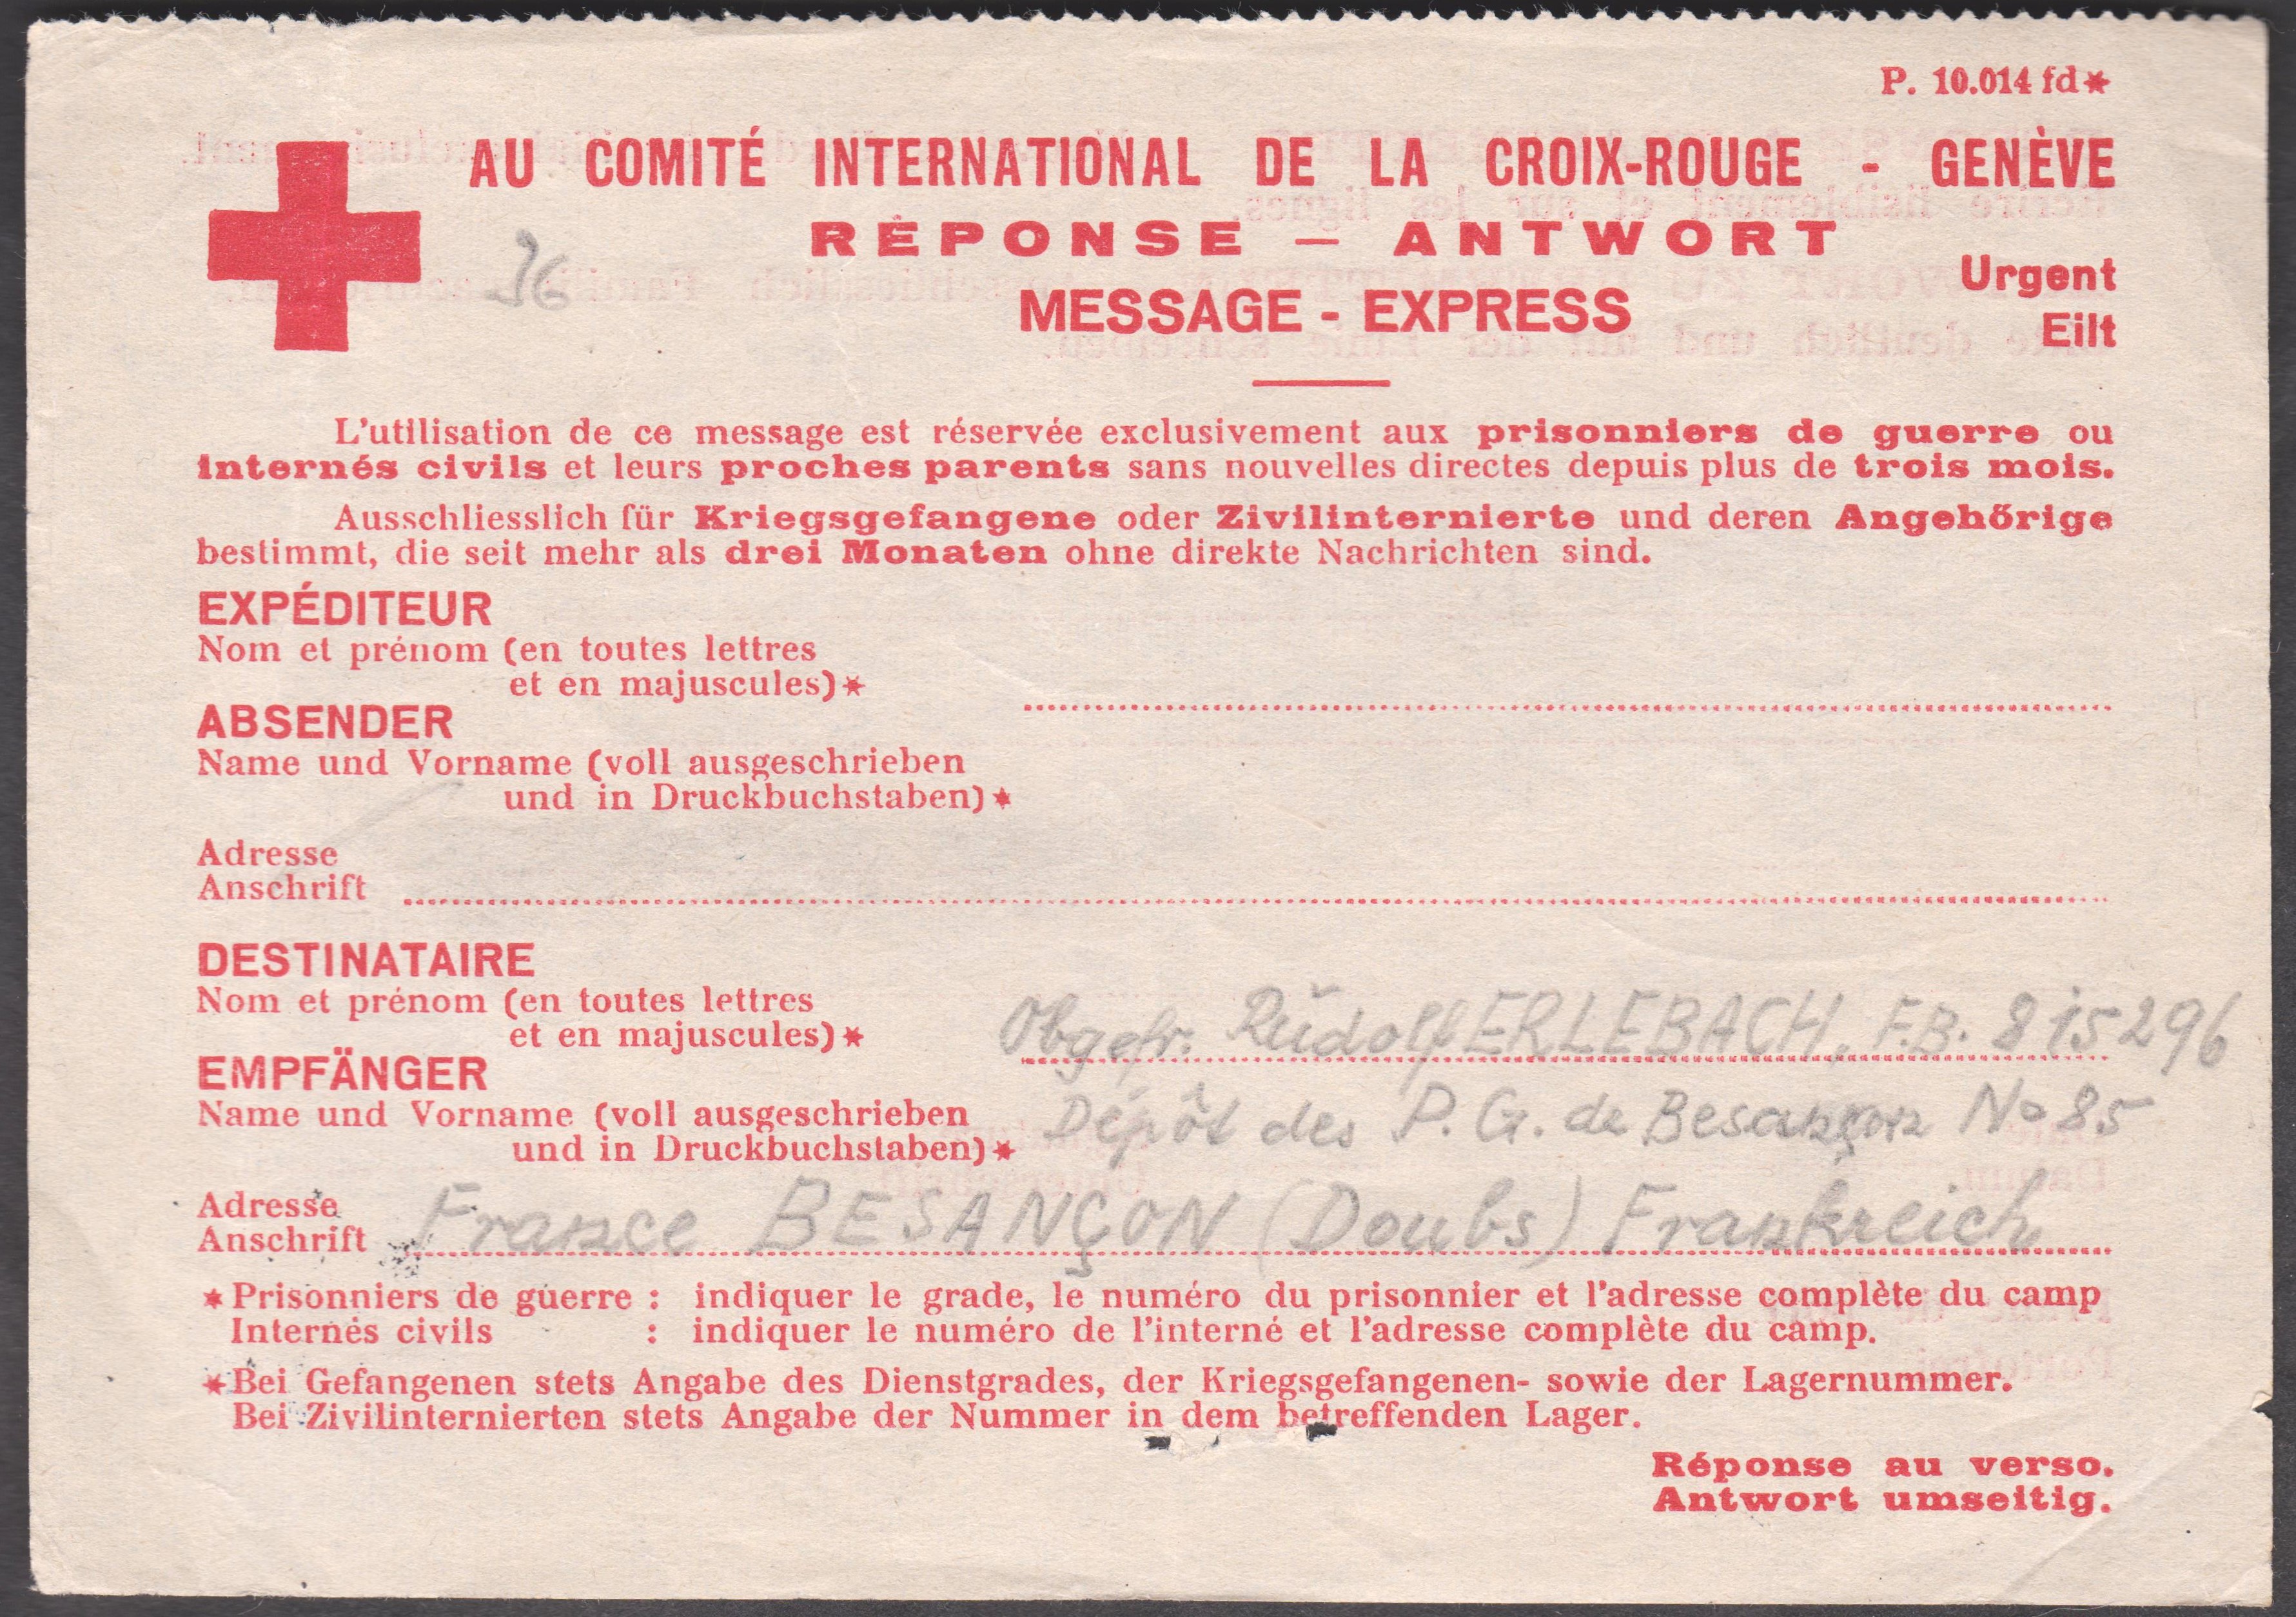 P. 10.014 fd*
AU COMITÉ INTERNATIONAL DE LA CROIX-ROUGE - GENÈVE
RÉPONSE — ANTWORT
36
Urgent
MESSAGE - EXPRESS
Eilt
L'utilisation de ce message est réservée exclusivement aux prisonniers de guerre ou
internés civils et leurs proches parents sans nouvelles directes depuis plus de trois mois.
Ausschliesslich für Kriegsgefangene oder Zivilinternierte und deren Angehörige
bestimmt, die seit mehr als drei Monaten ohne direkte Nachrichten sind.
EXPÉDITEUR
Nom et prénom (en toutes lettres
et en majuscules)*
ABSENDER
Name und Vorname (voll ausgeschrieben
und in Druckbuchstaben)*
Adresse
Anschrift
DESTINATAIRE
Nom et prénom (en toutes lettres
et en majuscules)*
Obgefr. Rudolf ERLEBACH, F.B. 815296
EMPFÄNGER
Name und Vorname (voll ausgeschrieben
Dépôt des P. G. de Besançon No 85
und in Druckbuchstaben)*
Adresse
Anschrift France BESANÇON (Doubs) Frankreich
* Prisonniers de guerre : indiquer le grade, le numéro du prisonnier et l'adresse complète du camp
Internés civils : indiquer le numéro de l'interné et l'adresse complète du camp.
* Bei Gefangenen stets Angabe des Dienstgrades, der Kriegsgefangenen- sowie der Lagernummer.
Bei Zivilinternierten stets Angabe der Nummer in dem betreffenden Lager.
Réponse au verso.
Antwort umseitig.